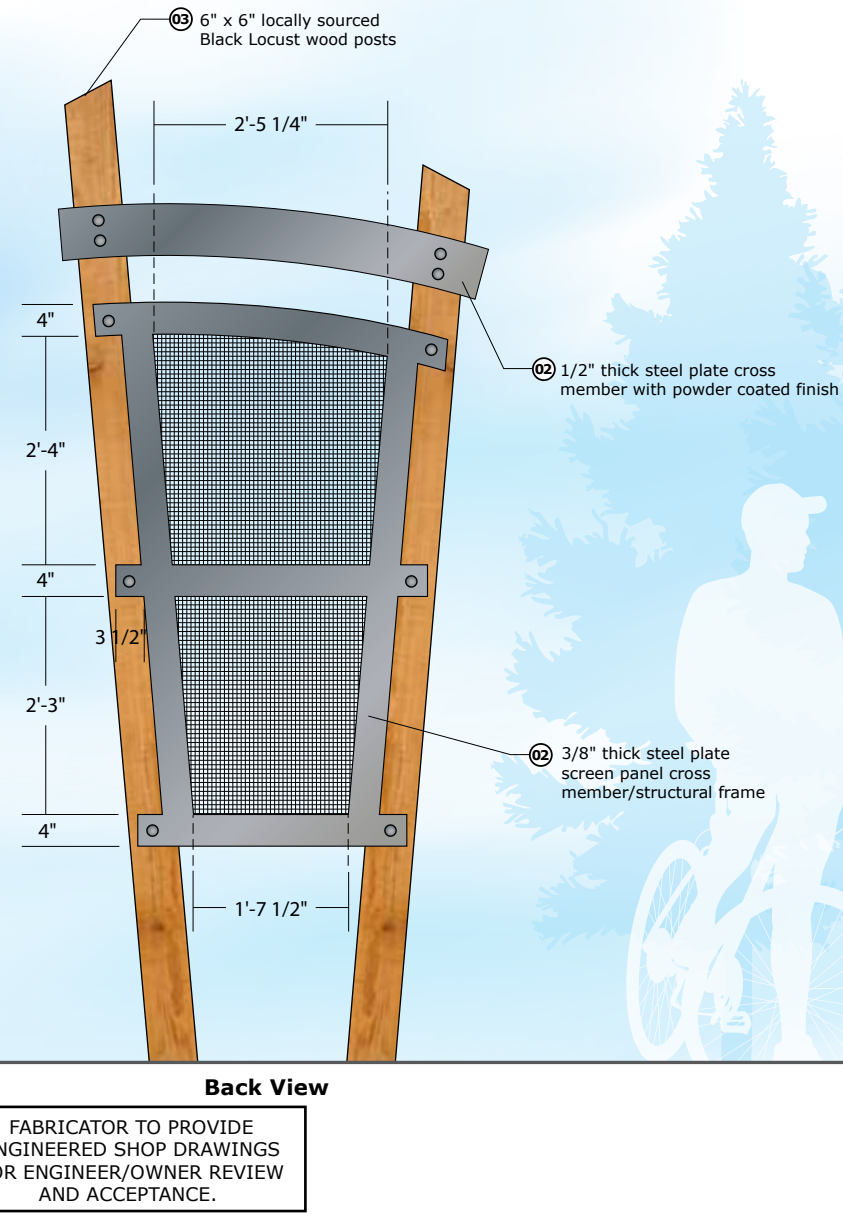 03 6" x 6" locally sourced
Black Locust wood posts
2'-5 1/4"
4"
02 1/2" thick steel plate cross
member with powder coated finish
2'-4"
4"
3 1/2"
2'-3"
02 3/8" thick steel plate
screen panel cross
member/structural frame
4"
1'-7 1/2"
Back View
FABRICATOR TO PROVIDE
NGINEERED SHOP DRAWINGS
OR ENGINEER/OWNER REVIEW
AND ACCEPTANCE.